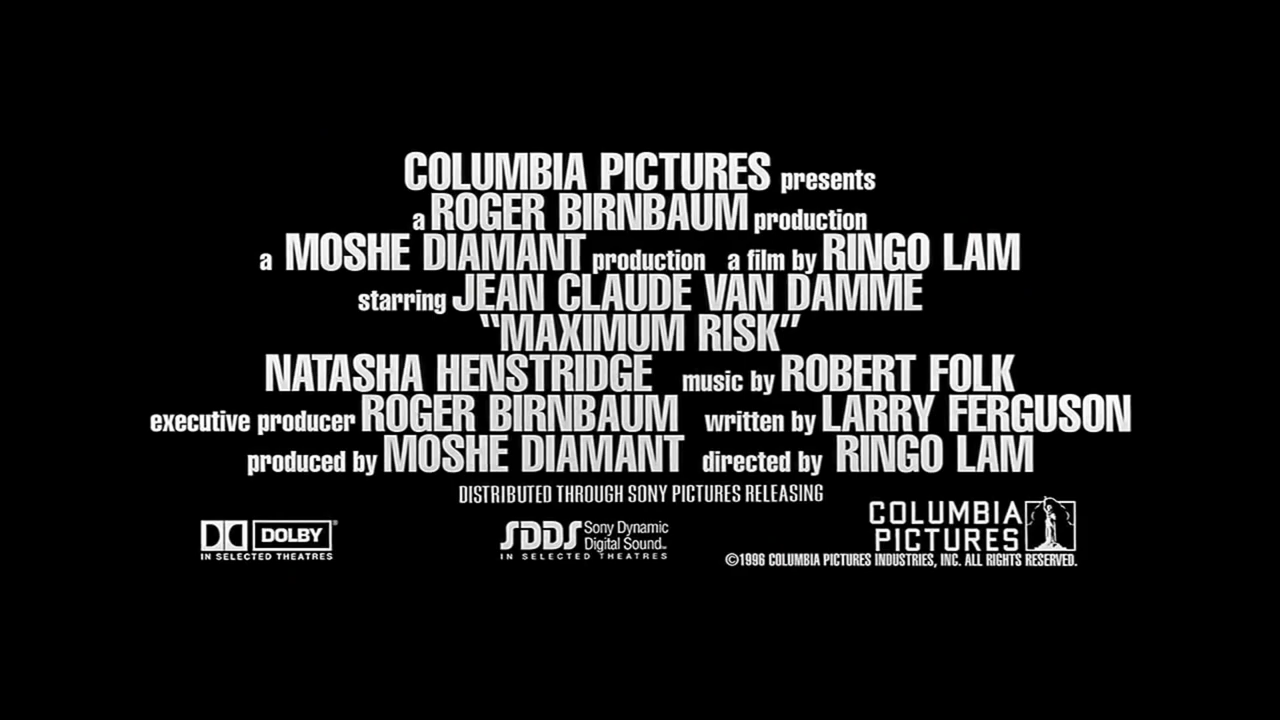 COLUMBIA PICTURES presents
a ROGER BIRNBAUM production
a MOSHE DIAMANT production a film by RINGO LAM
starring JEAN CLAUDE VAN DAMME
"MAXIMUM RISK"
NATASHA HENSTRIDGE music by ROBERT FOLK
executive producer ROGER BIRNBAUM written by LARRY FERGUSON
produced by MOSHE DIAMANT directed by RINGO LAM
DISTRIBUTED THROUGH SONY PICTURES RELEASING
DOLBY®
IN SELECTED THEATRES
SDDS Sony Dynamic
Digital Sound™
IN SELECTED THEATRES
COLUMBIA
PICTURES
©1996 COLUMBIA PICTURES INDUSTRIES, INC. ALL RIGHTS RESERVED.